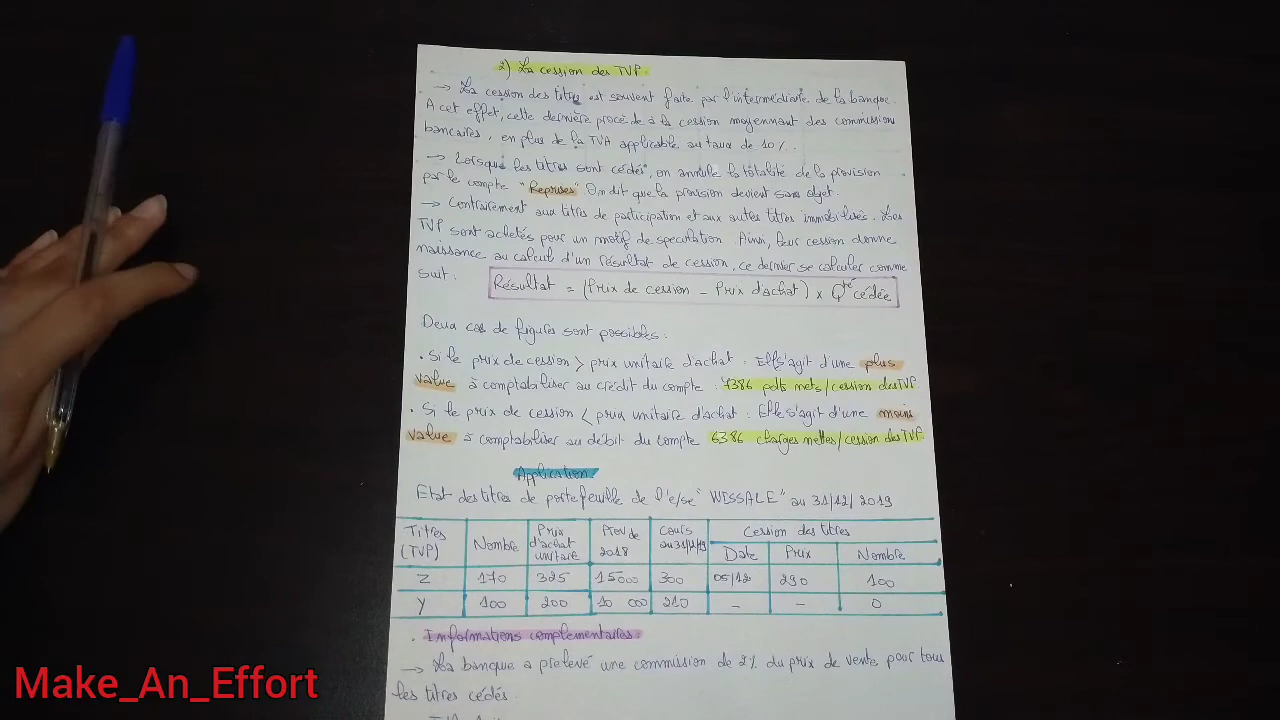 2) La cession des TVP
→ La cession des titres est souvent faite par l'intermédiaire de la banque.
A cet effet, cette dernière procède à la cession moyennant des commissions
bancaires, en plus de la TVA applicable au taux de 10%.
→ Lorsque les titres sont cédés, on annule la totalité de la provision
par le compte "Reprises" On dit que la provision devient sans objet.
→ Contrairement aux titres de participation et aux autres titres immobilisés. Les
TVP sont achetés pour un motif de speculation. Ainsi, leur cession donne
naissance au calcul d'un résultat de cession, ce dernier se calculer comme
suit :
Résultat = (Prix de cession - Prix d'achat) x Qté cédée
Deux cas de figures sont possibles :
• Si le prix de cession > prix unitaire d'achat : Il s'agit d'une plus
value à comptabiliser au crédit du compte : 7386 pdts nets/cession des TVP
• Si le prix de cession < prix unitaire d'achat : Il s'agit d'une moins
value à comptabiliser au débit du compte 6386 charges nettes/cession des TVP.
Application
Etat des titres de portefeuille de l'e/se "WISSALE" au 31/12/2019
Titres (TVP) Nombre Prix d'achat unitaire Prov de 2018 Cours au 31/12/19 Cession des titres
Date Prix Nombre
Z 170 325 15000 300 05/12 290 100
Y 100 200 10 000 210 - - 0
• Informations complementaires :
→ La banque a prelevé une commission de 2% du prix de vente pour tous
les titres cédés.
Make_An_Effort